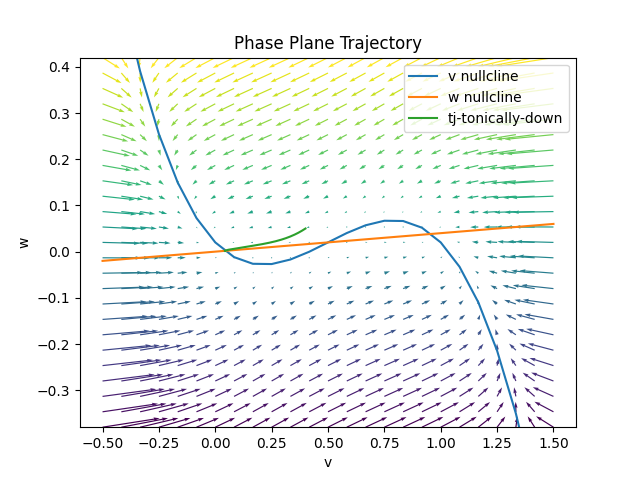 Phase Plane Trajectory
v nullcline
w nullcline
tj-tonically-down
w
0.4
0.3
0.2
0.1
0.0
−0.1
−0.2
−0.3
−0.50 −0.25 0.00 0.25 0.50 0.75 1.00 1.25 1.50
v